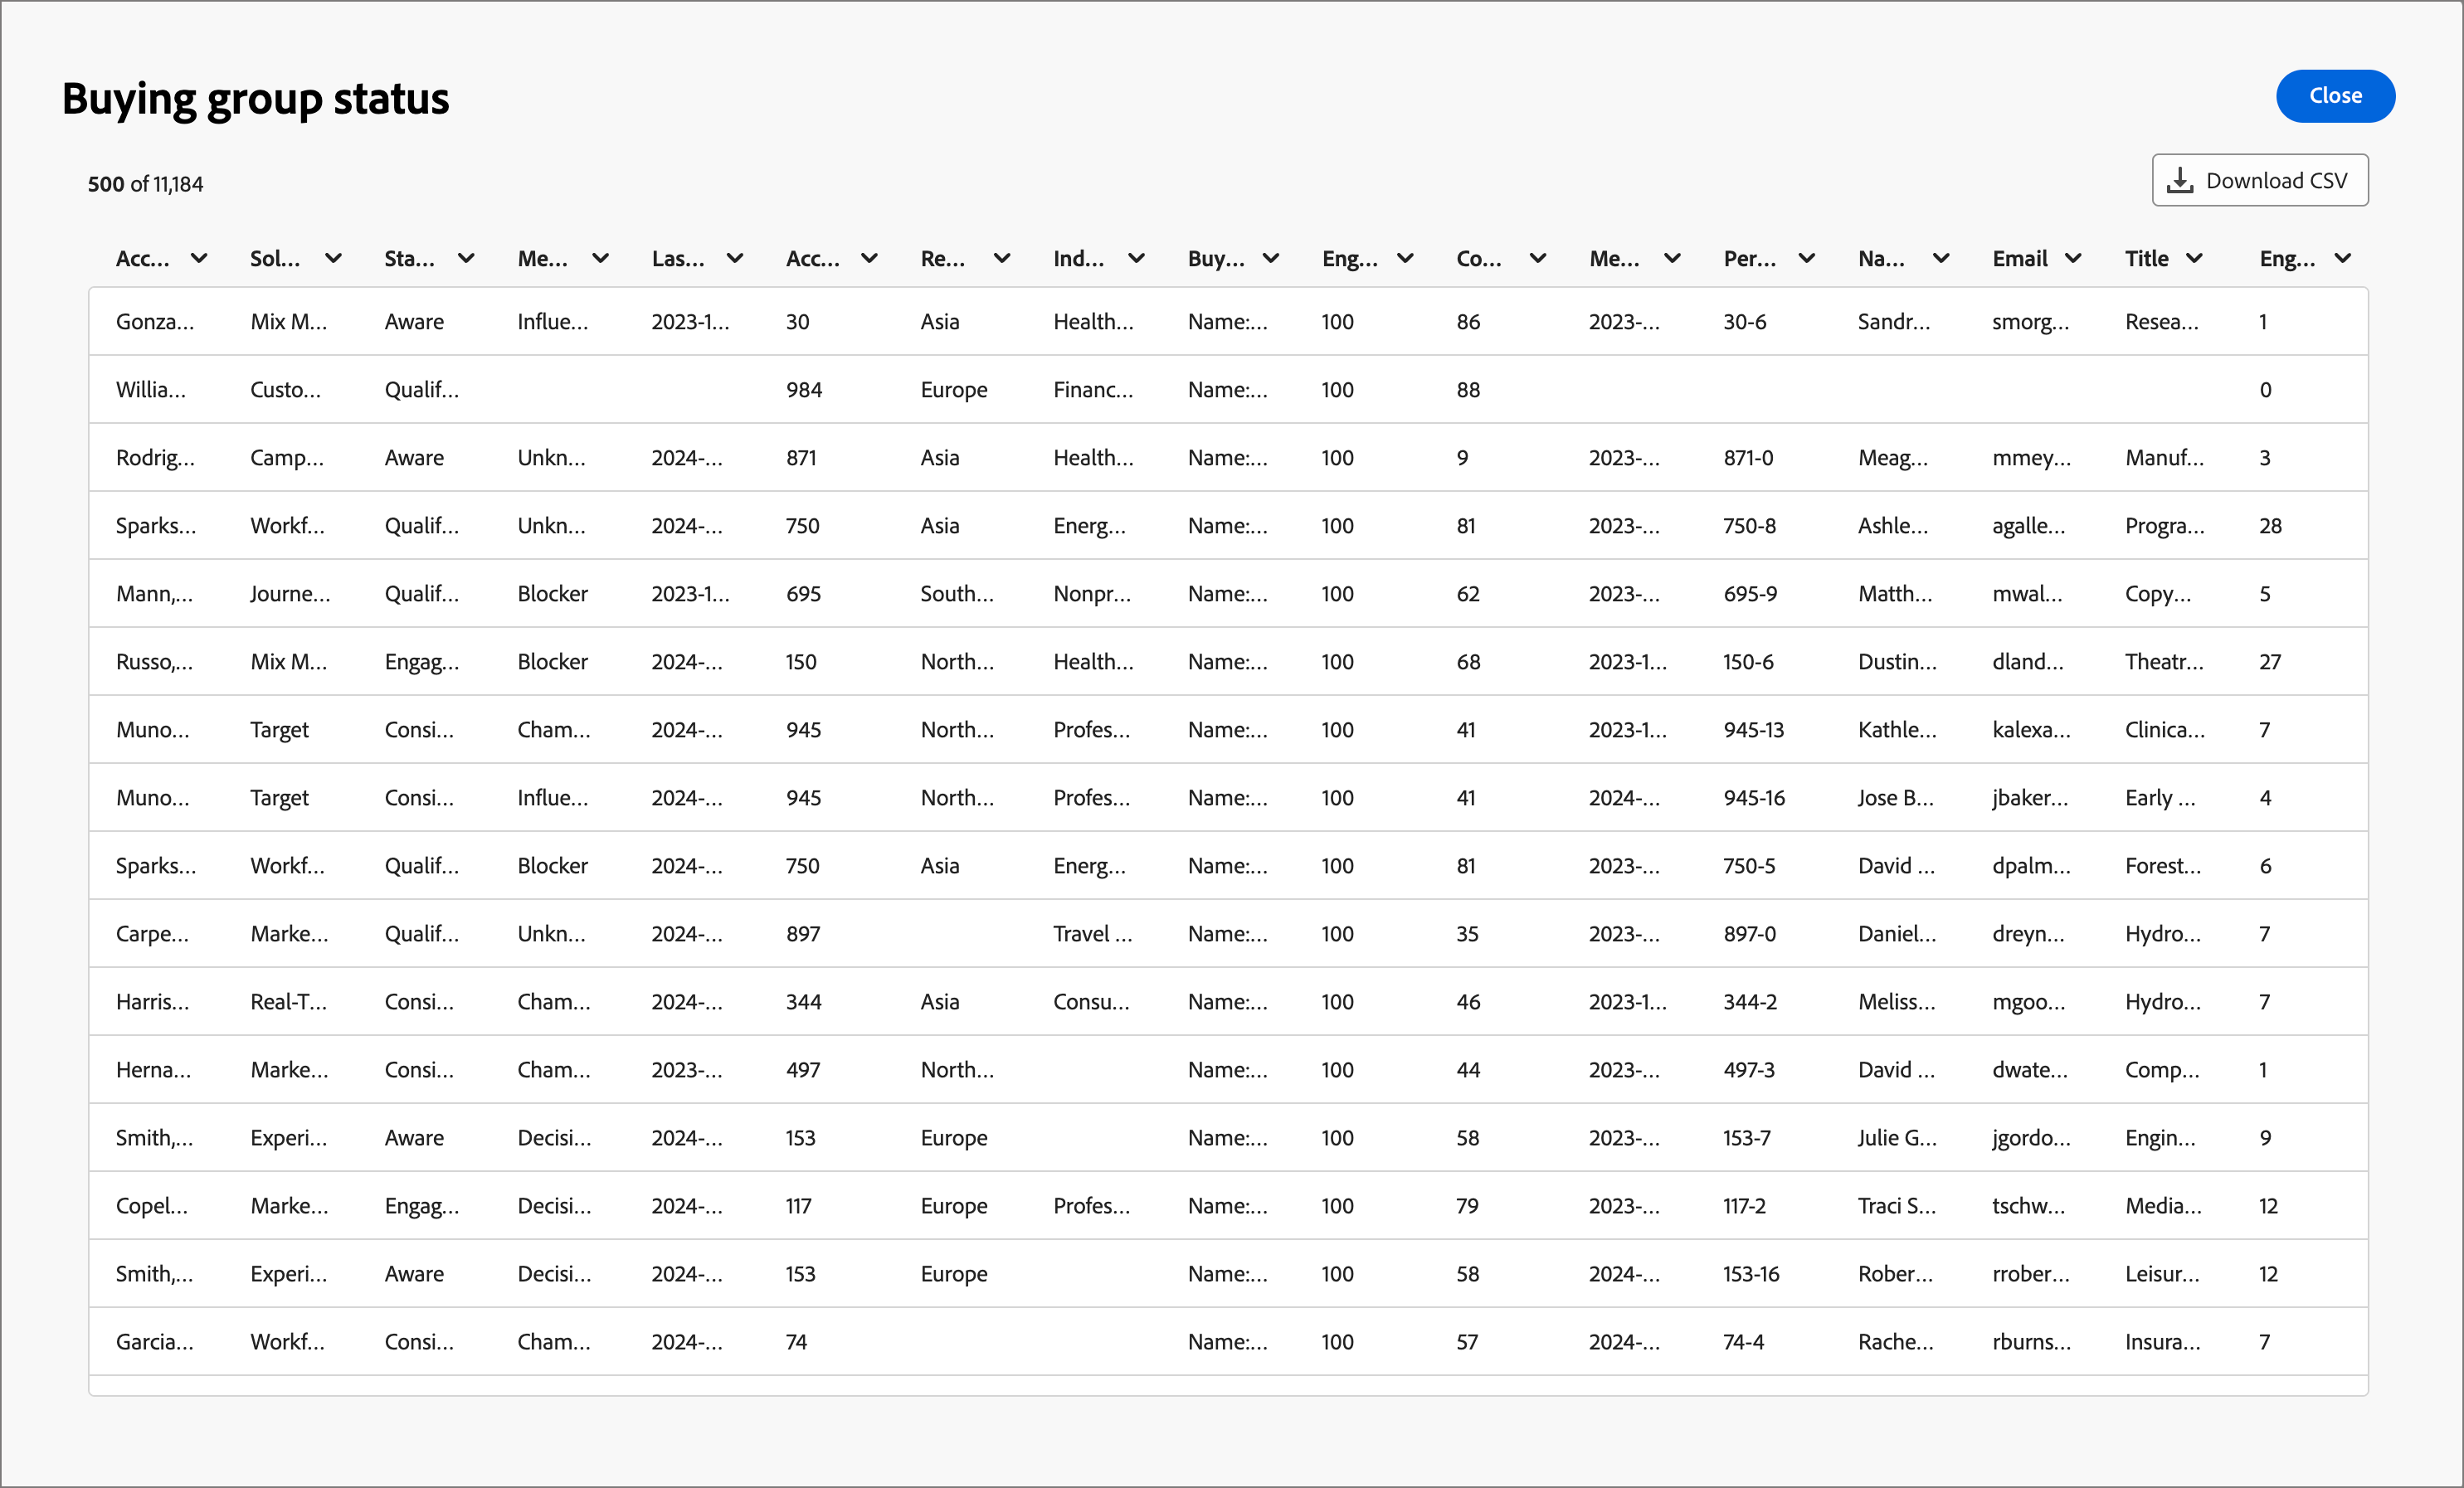 Buying group status
Close
500 of 11,184
Download CSV
Acc... Sol... Sta... Me... Las... Acc... Re... Ind... Buy... Eng... Co... Me... Per... Na... Email Title Eng...
Gonza... Mix M... Aware Influe... 2023-1... 30 Asia Health... Name:... 100 86 2023-... 30-6 Sandr... smorg... Resea... 1
Willia... Custo... Qualif... 984 Europe Financ... Name:... 100 88 0
Rodrig... Camp... Aware Unkn... 2024-... 871 Asia Health... Name:... 100 9 2023-... 871-0 Meag... mmey... Manuf... 3
Sparks... Workf... Qualif... Unkn... 2024-... 750 Asia Energ... Name:... 100 81 2023-... 750-8 Ashle... agalle... Progra... 28
Mann,... Journe... Qualif... Blocker 2023-1... 695 South... Nonpr... Name:... 100 62 2023-... 695-9 Matth... mwal... Copy... 5
Russo,... Mix M... Engag... Blocker 2024-... 150 North... Health... Name:... 100 68 2023-1... 150-6 Dustin... dland... Theatr... 27
Muno... Target Consi... Cham... 2024-... 945 North... Profes... Name:... 100 41 2023-1... 945-13 Kathle... kalexa... Clinica... 7
Muno... Target Consi... Influe... 2024-... 945 North... Profes... Name:... 100 41 2024-... 945-16 Jose B... jbaker... Early ... 4
Sparks... Workf... Qualif... Blocker 2024-... 750 Asia Energ... Name:... 100 81 2023-... 750-5 David ... dpalm... Forest... 6
Carpe... Marke... Qualif... Unkn... 2024-... 897 Travel ... Name:... 100 35 2023-... 897-0 Daniel... dreyn... Hydro... 7
Harris... Real-T... Consi... Cham... 2024-... 344 Asia Consu... Name:... 100 46 2023-1... 344-2 Meliss... mgoo... Hydro... 7
Herna... Marke... Consi... Cham... 2023-... 497 North... Name:... 100 44 2023-... 497-3 David ... dwate... Comp... 1
Smith,... Experi... Aware Decisi... 2024-... 153 Europe Name:... 100 58 2023-... 153-7 Julie G... jgordo... Engin... 9
Copel... Marke... Engag... Decisi... 2024-... 117 Europe Profes... Name:... 100 79 2023-... 117-2 Traci S... tschw... Media... 12
Smith,... Experi... Aware Decisi... 2024-... 153 Europe Name:... 100 58 2024-... 153-16 Rober... rrober... Leisur... 12
Garcia... Workf... Consi... Cham... 2024-... 74 Name:... 100 57 2024-... 74-4 Rache... rburns... Insura... 7